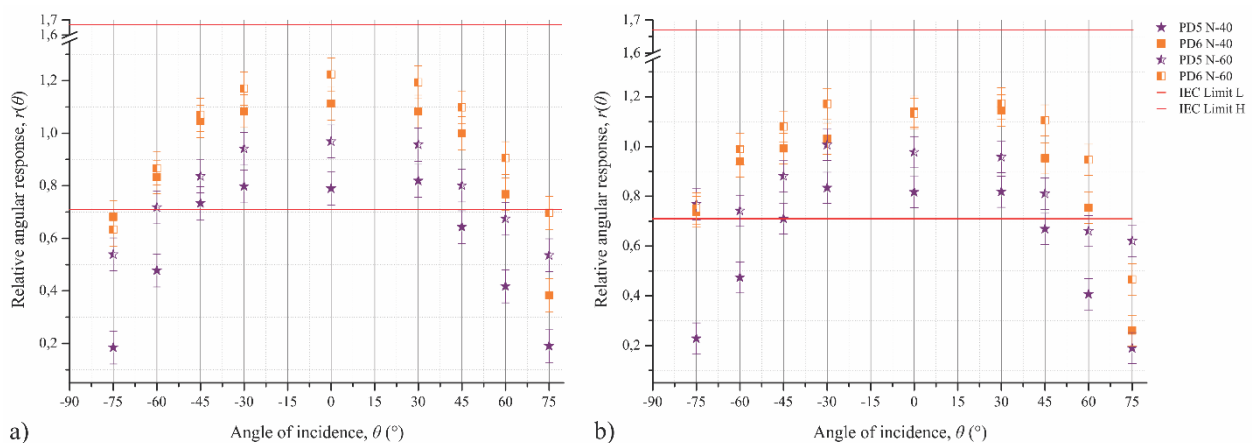 1,7
1,7
1,6
1,2
1,0
0,8
0,6
0,4
0,2
Relative angular response, r(θ)
-90 -75 -60 -45 -30 -15 0 15 30 45 60 75
Angle of incidence, θ (°)
a)
1,7
1,6
1,2
1,0
0,8
0,6
0,4
0,2
Relative angular response, r(θ)
-90 -75 -60 -45 -30 -15 0 15 30 45 60 75
Angle of incidence, θ (°)
b)
PD5 N-40
PD6 N-40
PD5 N-60
PD6 N-60
IEC Limit L
IEC Limit H